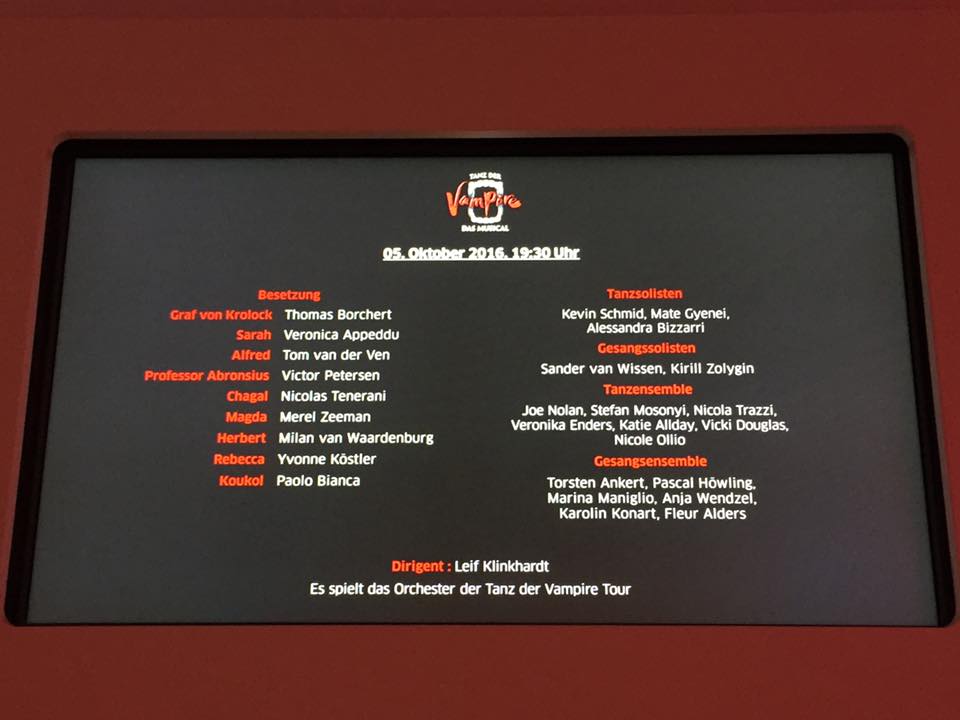 TANZ DER
VAMPIRE
DAS MUSICAL
05. Oktober 2016, 19:30 Uhr
Besetzung
Graf von Krolock Thomas Borchert
Sarah Veronica Appeddu
Alfred Tom van der Ven
Professor Abronsius Victor Petersen
Chagal Nicolas Tenerani
Magda Merel Zeeman
Herbert Milan van Waardenburg
Rebecca Yvonne Köstler
Koukol Paolo Bianca
Tanzsolisten
Kevin Schmid, Mate Gyenei,
Alessandra Bizzarri
Gesangssolisten
Sander van Wissen, Kirill Zolygin
Tanzensemble
Joe Nolan, Stefan Mosonyi, Nicola Trazzi,
Veronika Enders, Katie Allday, Vicki Douglas,
Nicole Ollio
Gesangsensemble
Torsten Ankert, Pascal Höwling,
Marina Maniglio, Anja Wendzel,
Karolin Konart, Fleur Alders
Dirigent : Leif Klinkhardt
Es spielt das Orchester der Tanz der Vampire Tour